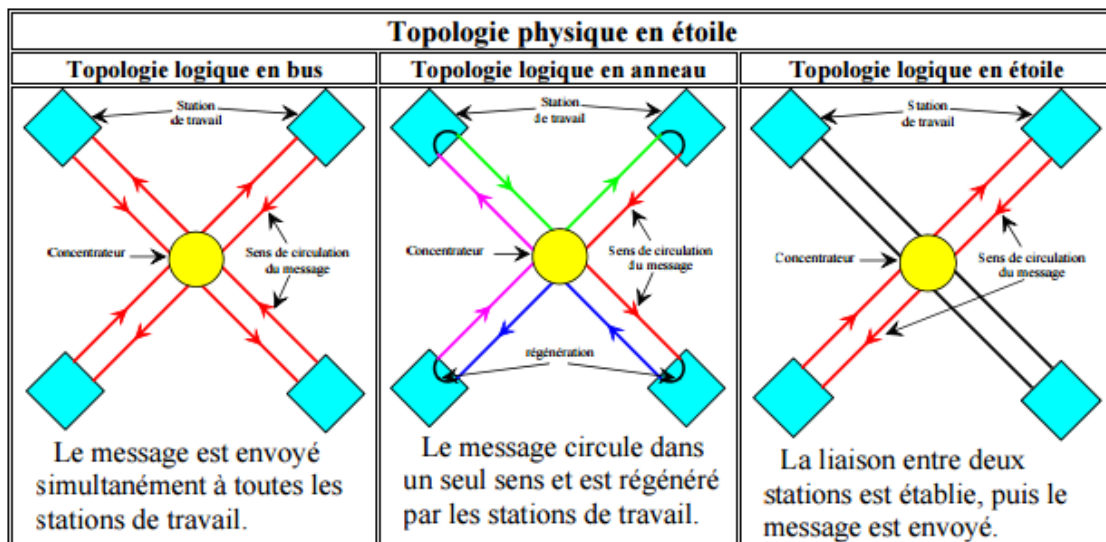 Topologie physique en étoile
Topologie logique en bus
Station
de travail
Concentrateur
Sens de circulation
du message
Le message est envoyé
simultanément à toutes les
stations de travail.
Topologie logique en anneau
Station
de travail
Concentrateur
Sens de circulation
du message
régénération
Le message circule dans
un seul sens et est régénéré
par les stations de travail.
Topologie logique en étoile
Station
de travail
Concentrateur
Sens de circulation
du message
La liaison entre deux
stations est établie, puis le
message est envoyé.